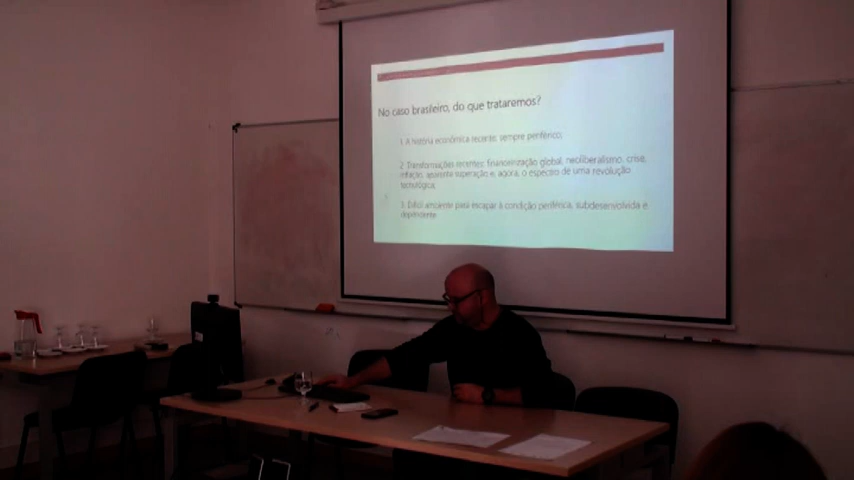 No caso brasileiro, do que trataremos?
1. A história econômica recente: sempre periférico;
2. Transformações recentes: financeirização global, neoliberalismo, crise,
inflação, aparente superação e, agora, o espectro de uma revolução
tecnológica;
3. Difícil ambiente para escapar à condição periférica, subdesenvolvida e
dependente